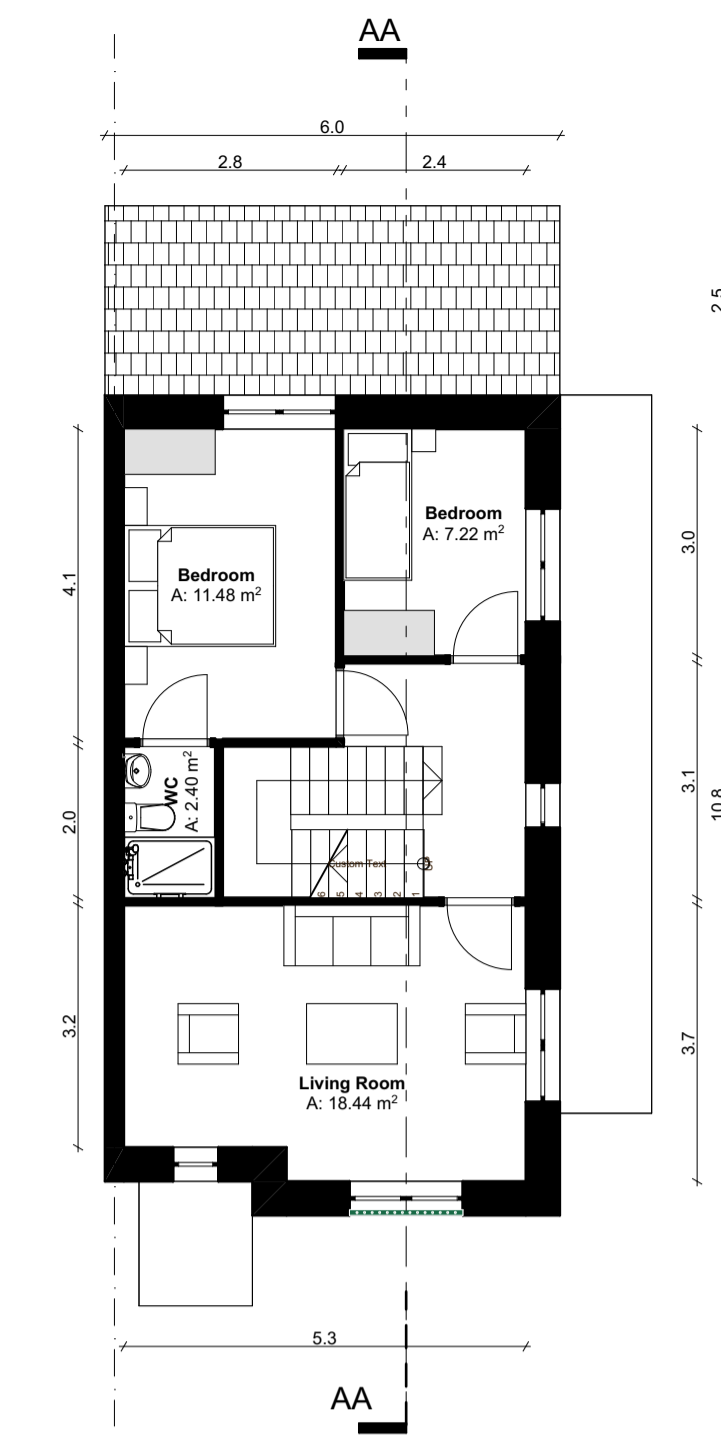 AA
6.0
2.8
2.4
2.5
Bedroom
A: 7.22 m²
3.0
4.1
Bedroom
A: 11.48 m²
WC
A: 2.40 m²
2.0
3.1
10.8
Custom Text
6 5 4 3 2 1
3.2
3.7
Living Room
A: 18.44 m²
5.3
AA